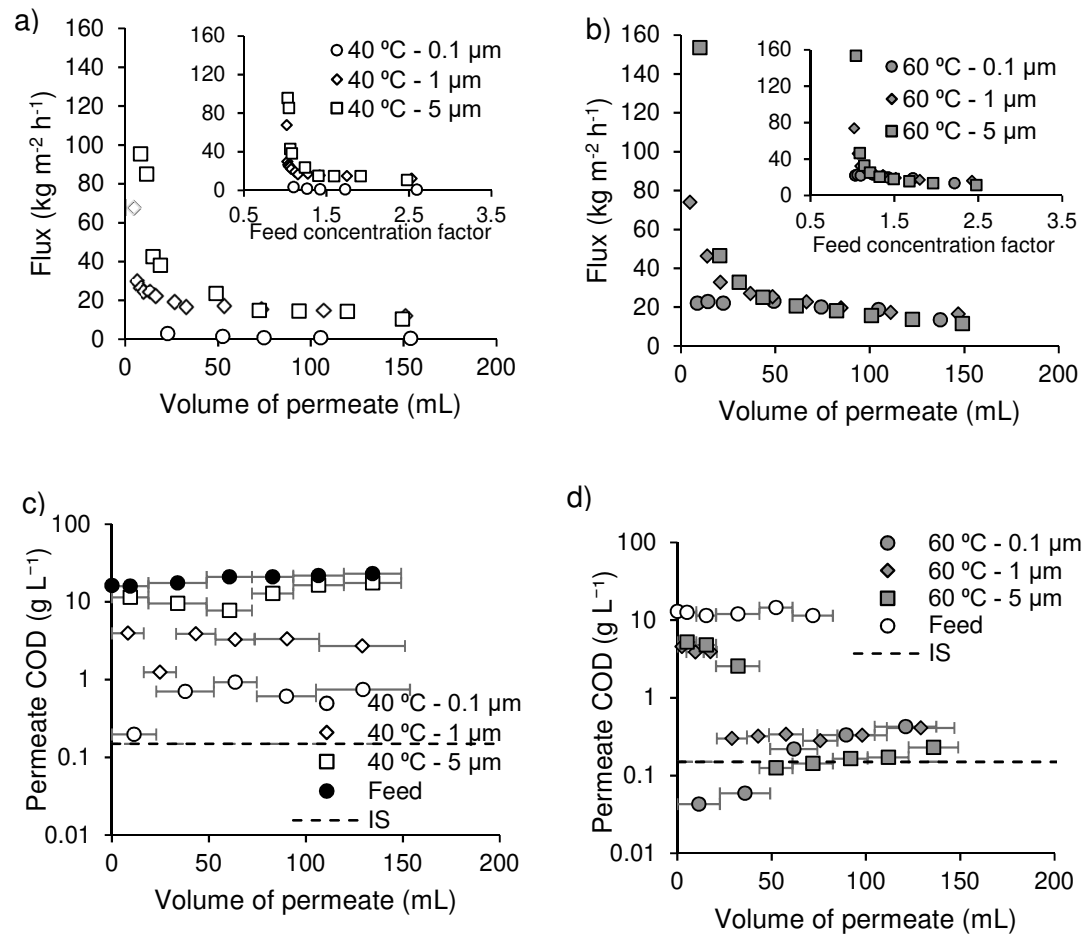 a)
160
140
120
100
80
60
40
20
0
Flux (kg m⁻² h⁻¹)
0 50 100 150 200
Volume of permeate (mL)
160
120
80
40
0
0.5 1.5 2.5 3.5
Feed concentration factor
40 ºC - 0.1 µm
40 ºC - 1 µm
40 ºC - 5 µm
b)
160
140
120
100
80
60
40
20
0
Flux (kg m⁻² h⁻¹)
0 50 100 150 200
Volume of permeate (mL)
160
120
80
40
0
0.5 1.5 2.5 3.5
Feed concentration factor
60 ºC - 0.1 µm
60 ºC - 1 µm
60 ºC - 5 µm
c)
100
10
1
0.1
0.01
Permeate COD (g L⁻¹)
0 50 100 150 200
Volume of permeate (mL)
40 ºC - 0.1 µm
40 ºC - 1 µm
40 ºC - 5 µm
Feed
IS
d)
100
10
1
0.1
0.01
Permeate COD (g L⁻¹)
0 50 100 150 200
Volume of permeate (mL)
60 ºC - 0.1 µm
60 ºC - 1 µm
60 ºC - 5 µm
Feed
IS